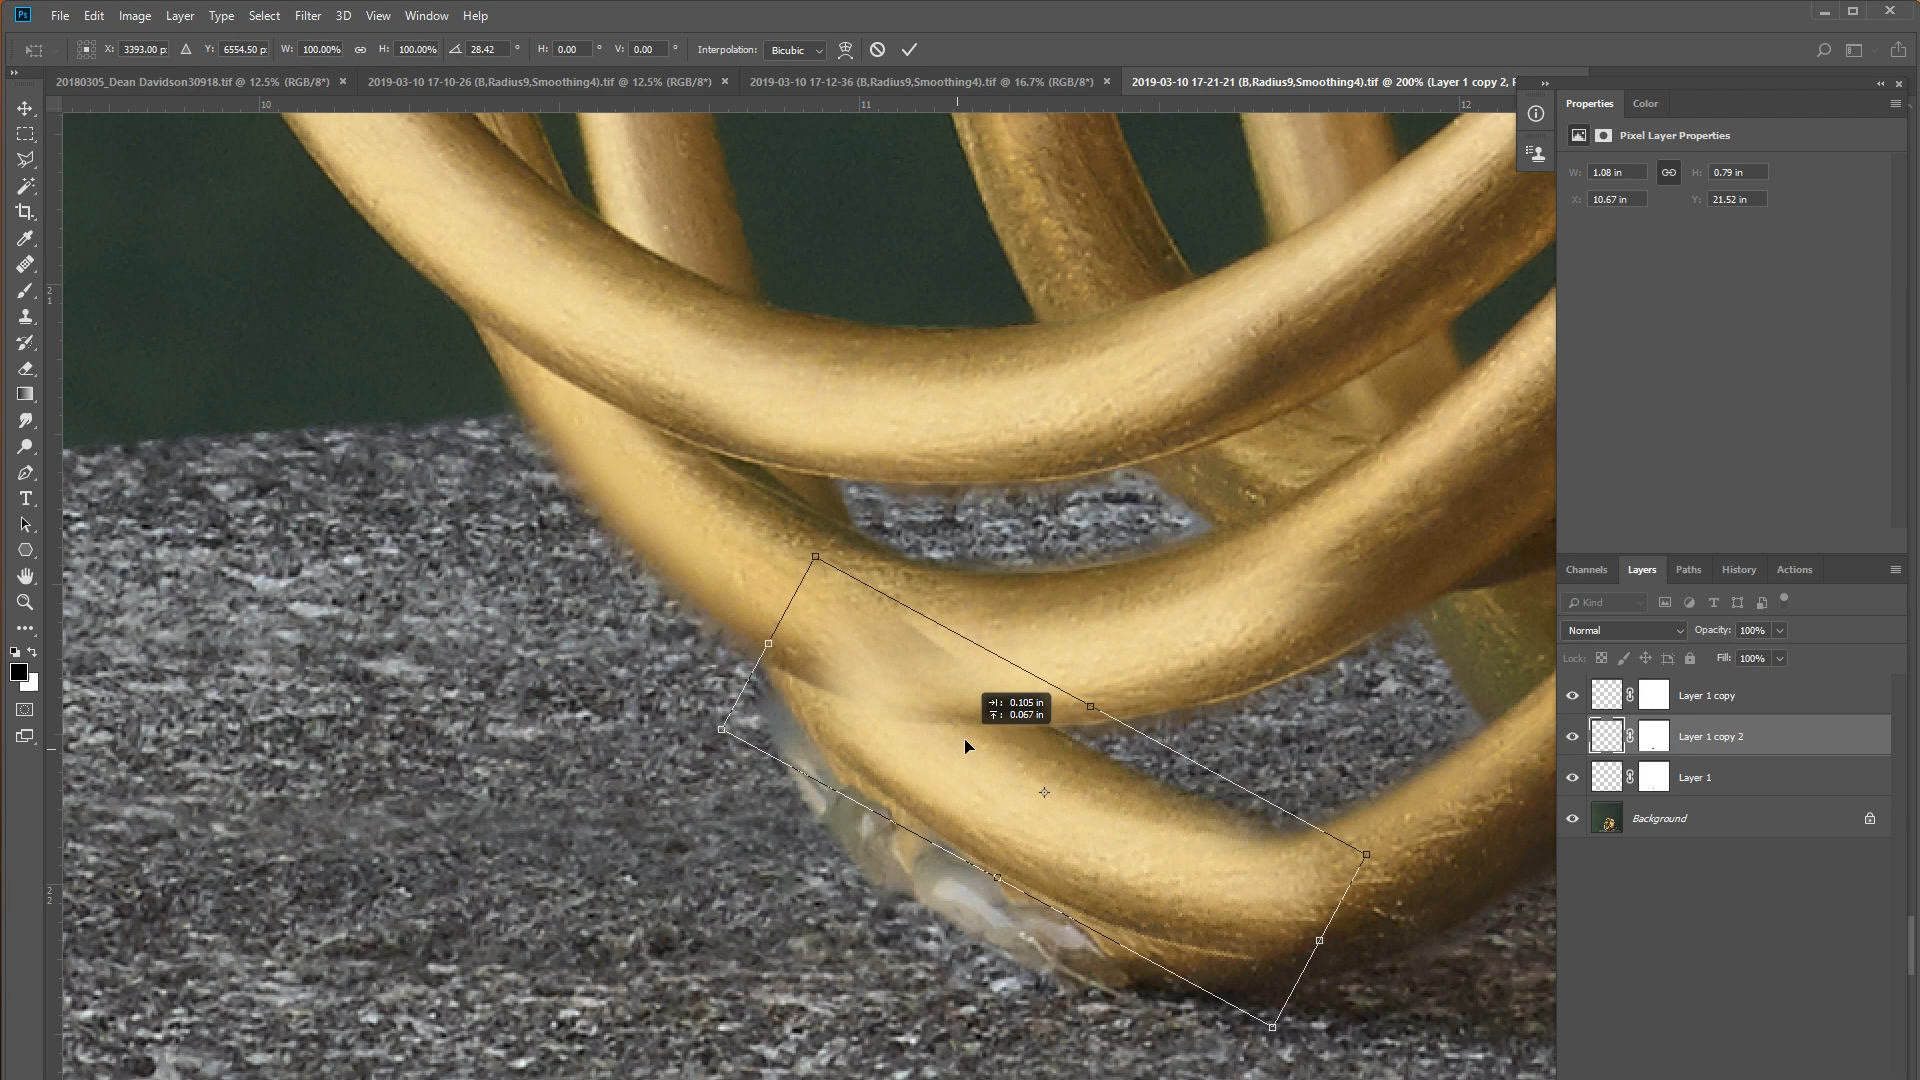 Ps File Edit Image Layer Type Select Filter 3D View Window Help
X: 3393.00 p: Y: 6554.50 p: W: 100.00% H: 100.00% 28.42 ° H: 0.00 ° V: 0.00 ° Interpolation: Bicubic
20180305_Dean Davidson30918.tif @ 12.5% (RGB/8*) × 2019-03-10 17-10-26 (B,Radius9,Smoothing4).tif @ 12.5% (RGB/8*) × 2019-03-10 17-12-36 (B,Radius9,Smoothing4).tif @ 16.7% (RGB/8*) × 2019-03-10 17-21-21 (B,Radius9,Smoothing4).tif @ 200% (Layer 1 copy 2,
10 11 12
Properties Color
Pixel Layer Properties
W: 1.08 in H: 0.79 in
X: 10.67 in Y: 21.52 in
2
1
0.105 in
0.067 in
2
2
Channels Layers Paths History Actions
Kind
Normal Opacity: 100%
Lock: Fill: 100%
Layer 1 copy
Layer 1 copy 2
Layer 1
Background